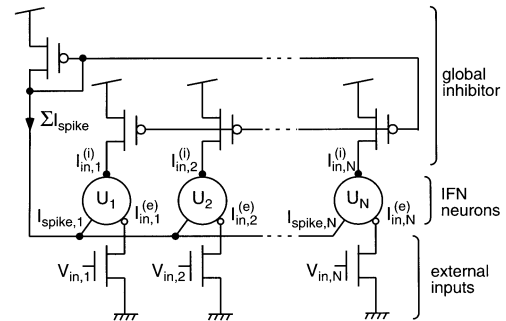 global
inhibitor
ΣI_spike
I_in,1^(i) I_in,2^(i) I_in,N^(i)
U_1 U_2 U_N
IFN
neurons
I_spike,1 I_in,1^(e) I_in,2^(e) I_spike,N I_in,N^(e)
V_in,1 V_in,2 V_in,N
external
inputs